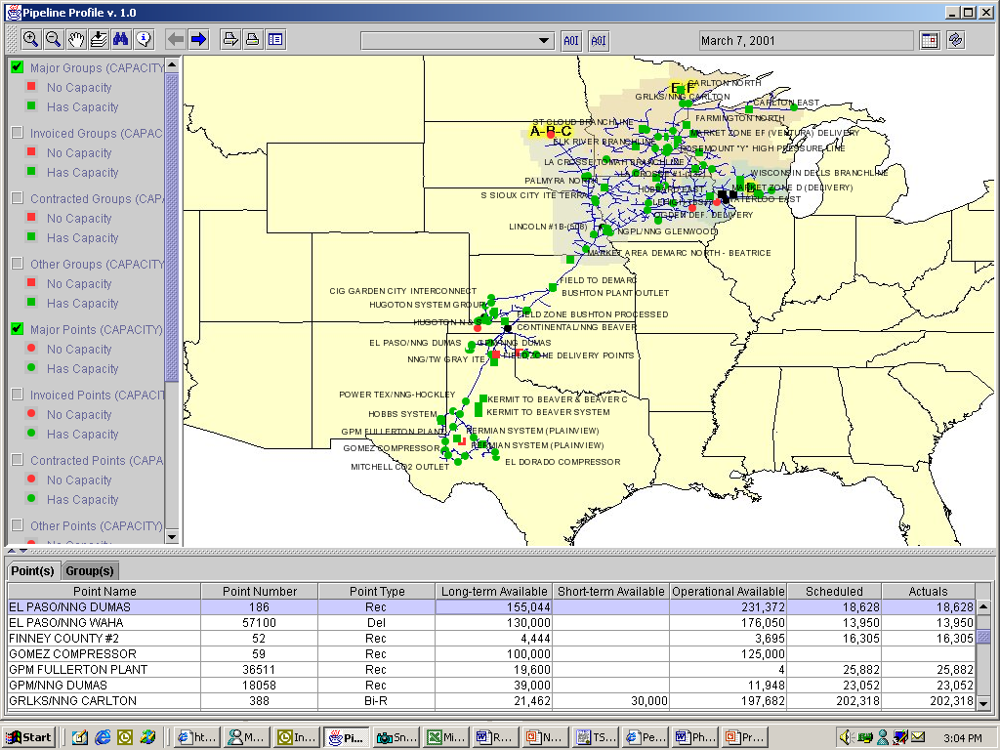 Pipeline Profile v. 1.0
AOI
AOI
March 7, 2001
Major Groups (CAPACITY
No Capacity
Has Capacity
Invoiced Groups (CAPAC
No Capacity
Has Capacity
Contracted Groups (CAPA
No Capacity
Has Capacity
Other Groups (CAPACITY)
No Capacity
Has Capacity
Major Points (CAPACITY)
No Capacity
Has Capacity
Invoiced Points (CAPACIT
No Capacity
Has Capacity
Contracted Points (CAPA
No Capacity
Has Capacity
Other Points (CAPACITY)
No Capacity
E-F
CARLTON NORTH
GRLKS/NNG CARLTON
CARLTON EAST
FARMINGTON NORTH
ST CLOUD BRANCHLINE
A-B-C
MARKET ZONE EF (VENTURA) DELIVERY
ELK RIVER BRANCHLINE
ROSEMOUNT "Y" HIGH PRESSURE LINE
LA CROSSE/TOMAH BRANCHLINE
WISCONSIN DELLS BRANCHLINE
PALMYRA NORTH
MARKET ZONE D (DELIVERY)
S SIOUX CITY ITE TERRA
WATERLOO EAST
OGDEN DEF. DELIVERY
LINCOLN #1B-(508)
NGPL/NNG GLENWOOD
MARKET AREA DEMARC NORTH - BEATRICE
FIELD TO DEMARC
CIG GARDEN CITY INTERCONNECT
BUSHTON PLANT OUTLET
HUGOTON SYSTEM GROUP
FIELD ZONE BUSHTON PROCESSED
HUGOTON N & S
CONTINENTAL/NNG BEAVER
EL PASO/NNG DUMAS
GPM/NNG DUMAS
NNG/TW GRAY ITE
FIELD ZONE DELIVERY POINTS
POWER TEX/NNG-HOCKLEY
KERMIT TO BEAVER & BEAVER C
HOBBS SYSTEM
KERMIT TO BEAVER SYSTEM
GPM FULLERTON PLANT
PERMIAN SYSTEM (PLAINVIEW)
GOMEZ COMPRESSOR
PERMIAN SYSTEM (PLAINVIEW)
MITCHELL CO2 OUTLET
EL DORADO COMPRESSOR
Point(s) Group(s)
Point Name Point Number Point Type Long-term Available Short-term Available Operational Available Scheduled Actuals
EL PASO/NNG DUMAS 186 Rec 155,044 231,372 18,628 18,628
EL PASO/NNG WAHA 57100 Del 130,000 176,050 13,950 13,950
FINNEY COUNTY #2 52 Rec 4,444 3,695 16,305 16,305
GOMEZ COMPRESSOR 59 Rec 100,000 125,000
GPM FULLERTON PLANT 36511 Rec 19,600 4 25,882 25,882
GPM/NNG DUMAS 18058 Rec 39,000 11,948 23,052 23,052
GRLKS/NNG CARLTON 388 Bi-R 21,462 30,000 197,682 202,318 202,318
Start ht... M... In... Pi... Sn... Mi... R... N... TS... Pe... Ph... Pr... 3:04 PM